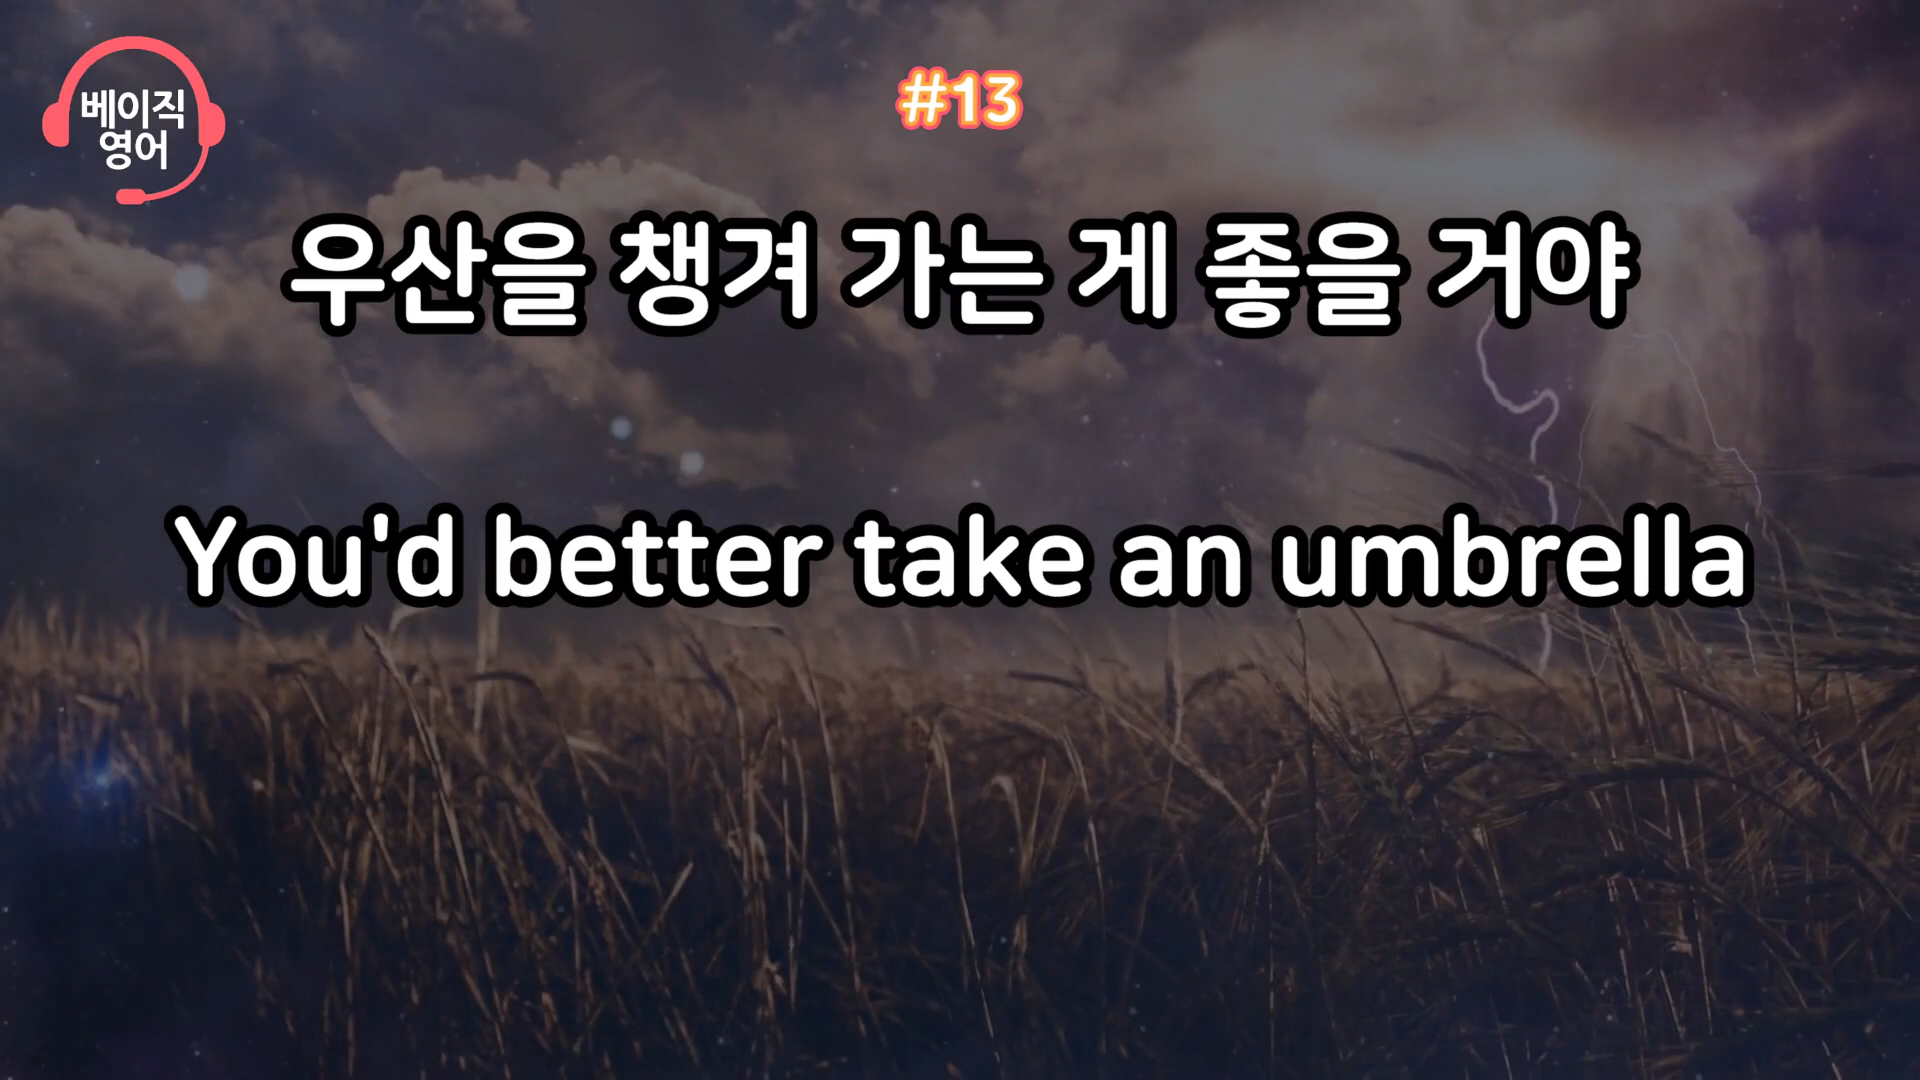 베이직
영어
#13
우산을 챙겨 가는 게 좋을 거야
You'd better take an umbrella